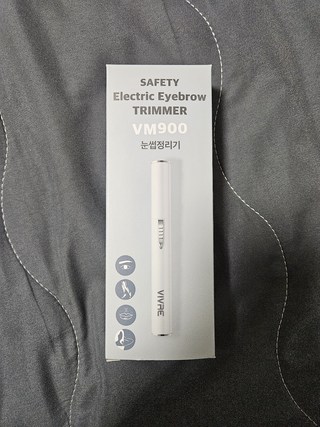 SAFETY
Electric Eyebrow
TRIMMER
VM900
눈썹정리기
VIVRE